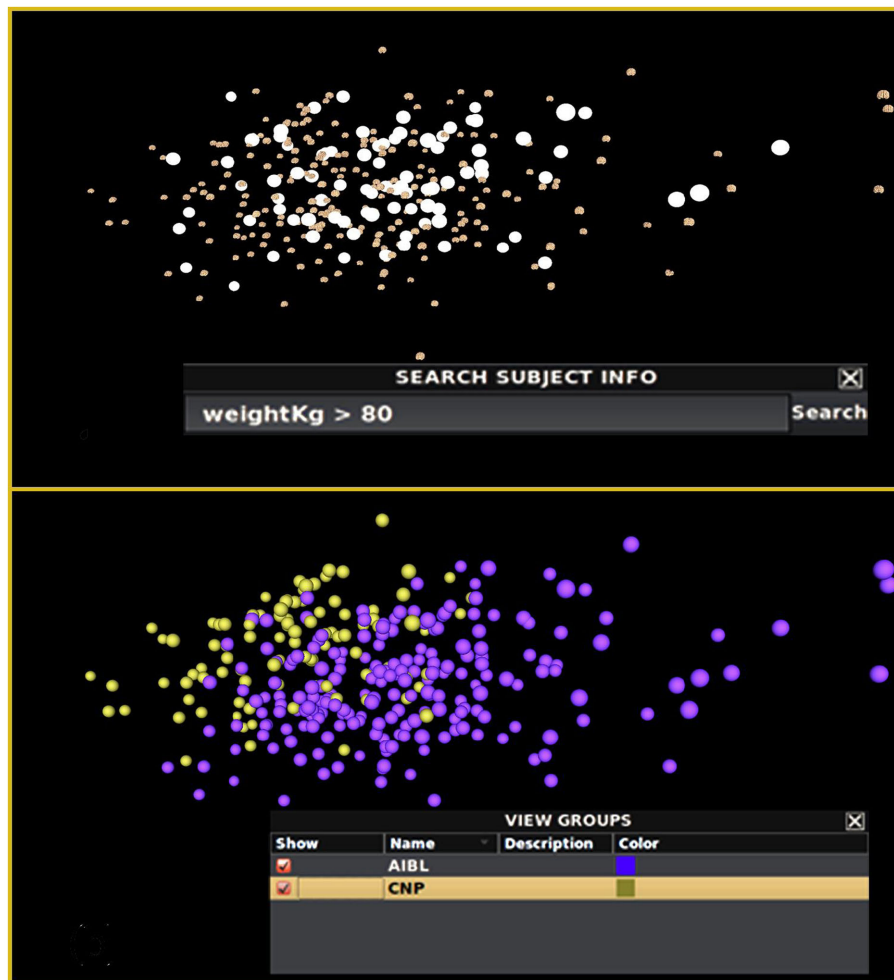 SEARCH SUBJECT INFO
weightKg > 80 Search
VIEW GROUPS
Show Name Description Color
AIBL
CNP